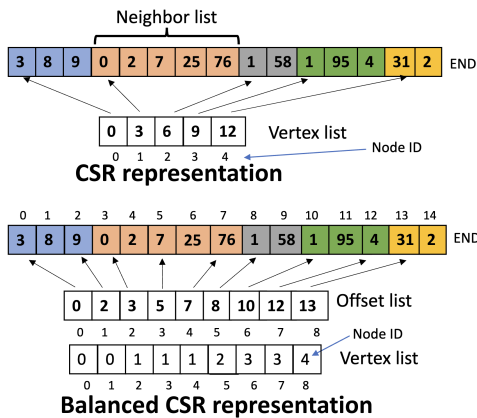 Neighbor list
3 8 9 0 2 7 25 76 1 58 1 95 4 31 2 END
0 3 6 9 12 Vertex list
0 1 2 3 4 Node ID
CSR representation
0 1 2 3 4 5 6 7 8 9 10 11 12 13 14
3 8 9 0 2 7 25 76 1 58 1 95 4 31 2 END
0 2 3 5 7 8 10 12 13 Offset list
0 1 2 3 4 5 6 7 8 Node ID
0 0 1 1 1 2 3 3 4 Vertex list
0 1 2 3 4 5 6 7 8
Balanced CSR representation